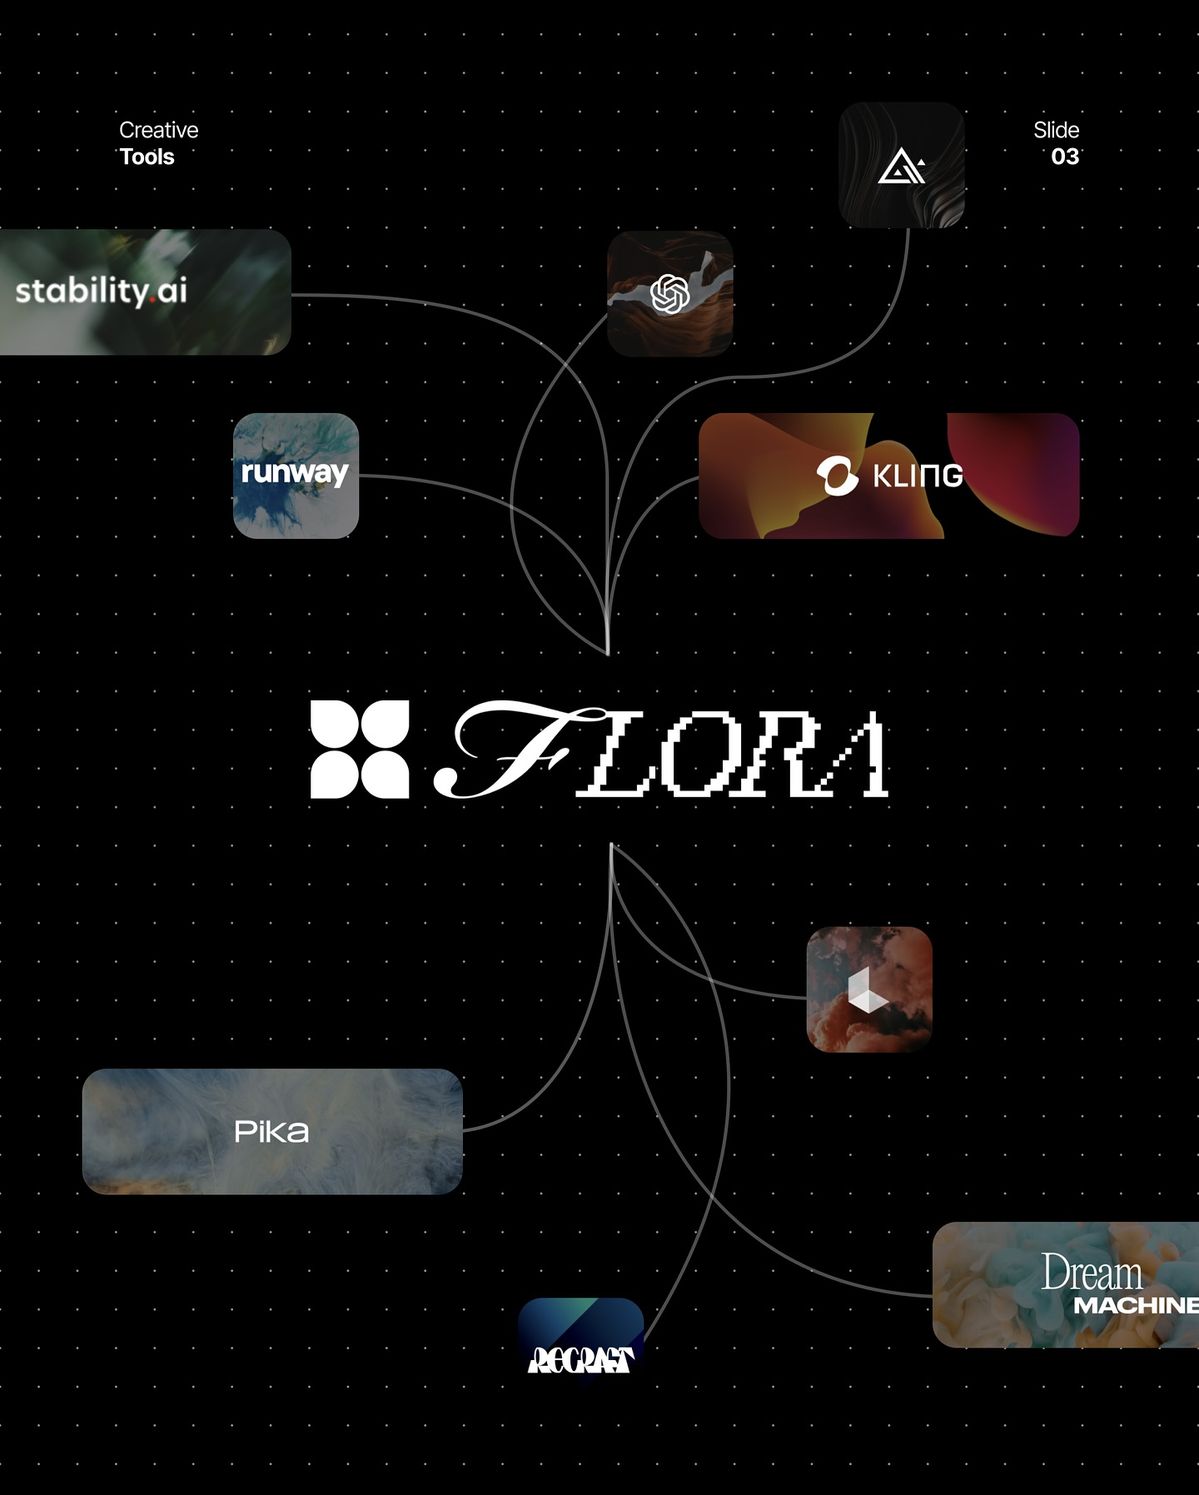 Creative
Tools
Slide
03
stability.ai
runway
KLING
FLORA
Pika
Dream
MACHINE
RECRAFT